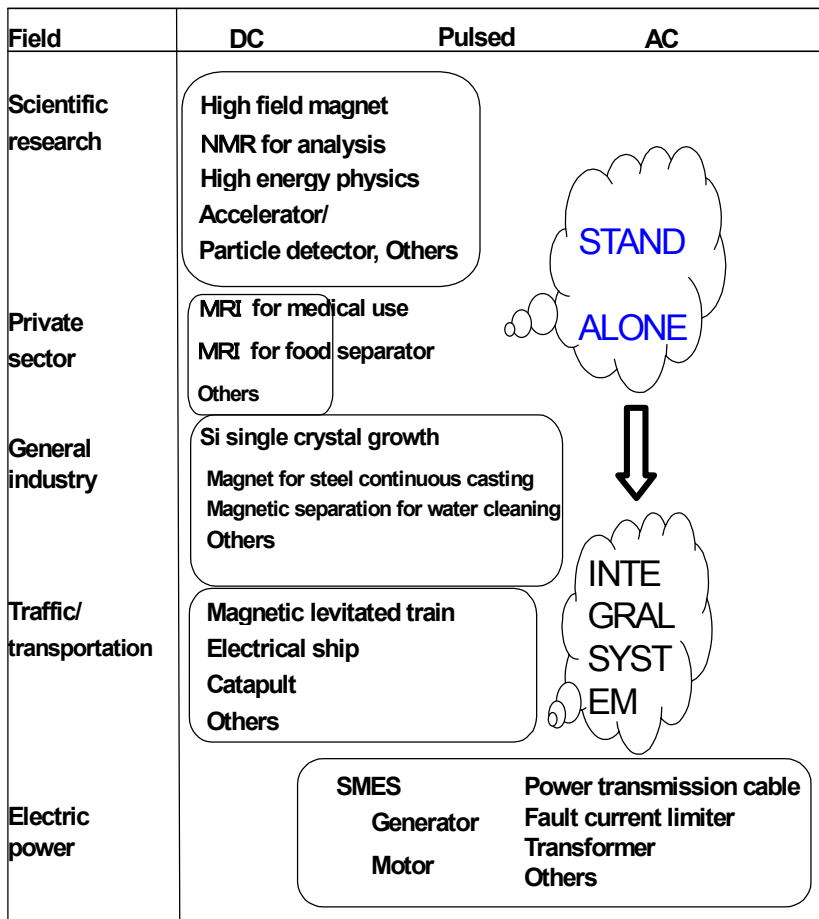 Field DC Pulsed AC
Scientific
research
High field magnet
NMR for analysis
High energy physics
Accelerator/
Particle detector, Others
STAND
ALONE
Private
sector
MRI for medical use
MRI for food separator
Others
General
industry
Si single crystal growth
Magnet for steel continuous casting
Magnetic separation for water cleaning
Others
INTE
GRAL
SYST
EM
Traffic/
transportation
Magnetic levitated train
Electrical ship
Catapult
Others
Electric
power
SMES Power transmission cable
Generator Fault current limiter
Motor Transformer
Others